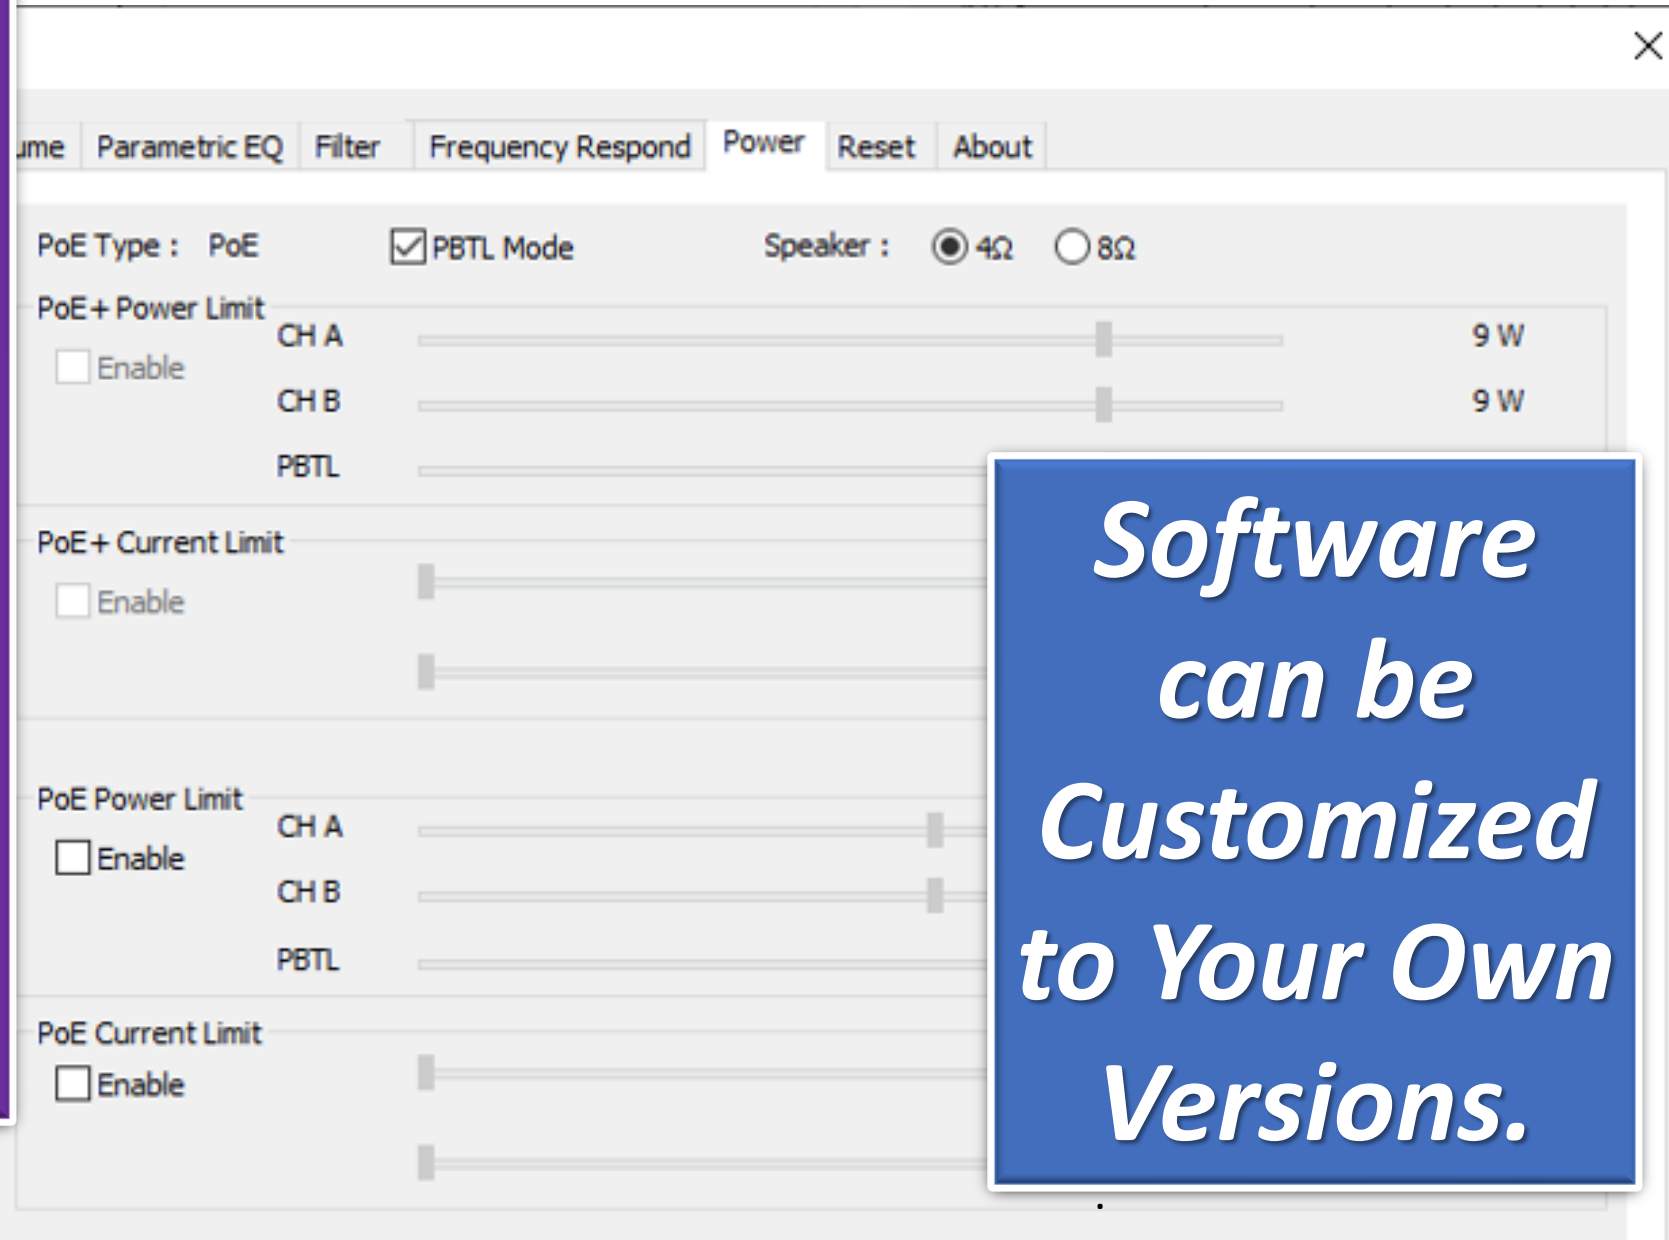 Parametric EQ Filter Frequency Respond Power Reset About
PoE Type : PoE PBTL Mode Speaker : 4Ω 8Ω
PoE+ Power Limit
CH A 9 W
Enable
CH B 9 W
PBTL
PoE+ Current Limit
Enable
PoE Power Limit
CH A
Enable
CH B
PBTL
PoE Current Limit
Enable
Software
can be
Customized
to Your Own
Versions.